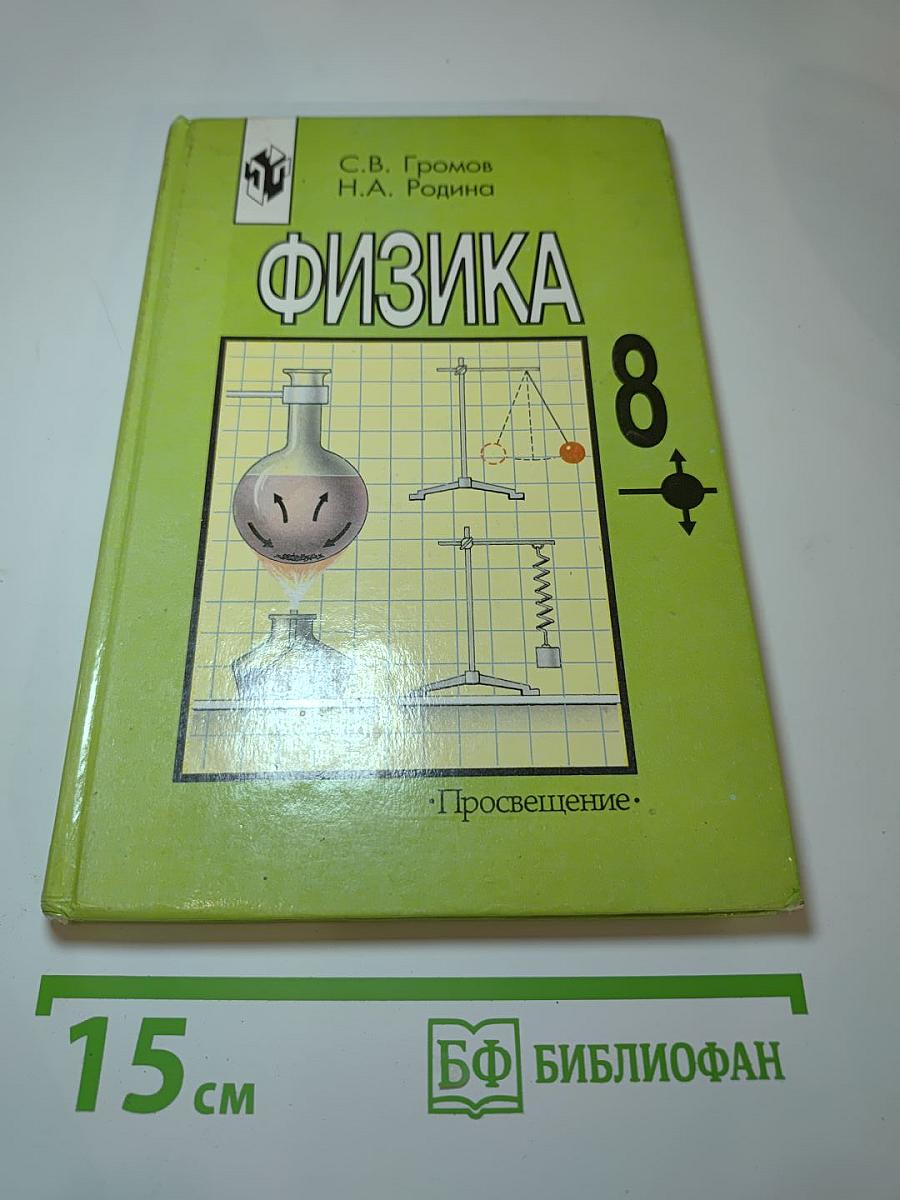 С.В. Громов
Н.А. Родина
ФИЗИКА
8
·Просвещение·
15 см
БФ БИБЛИОФАН